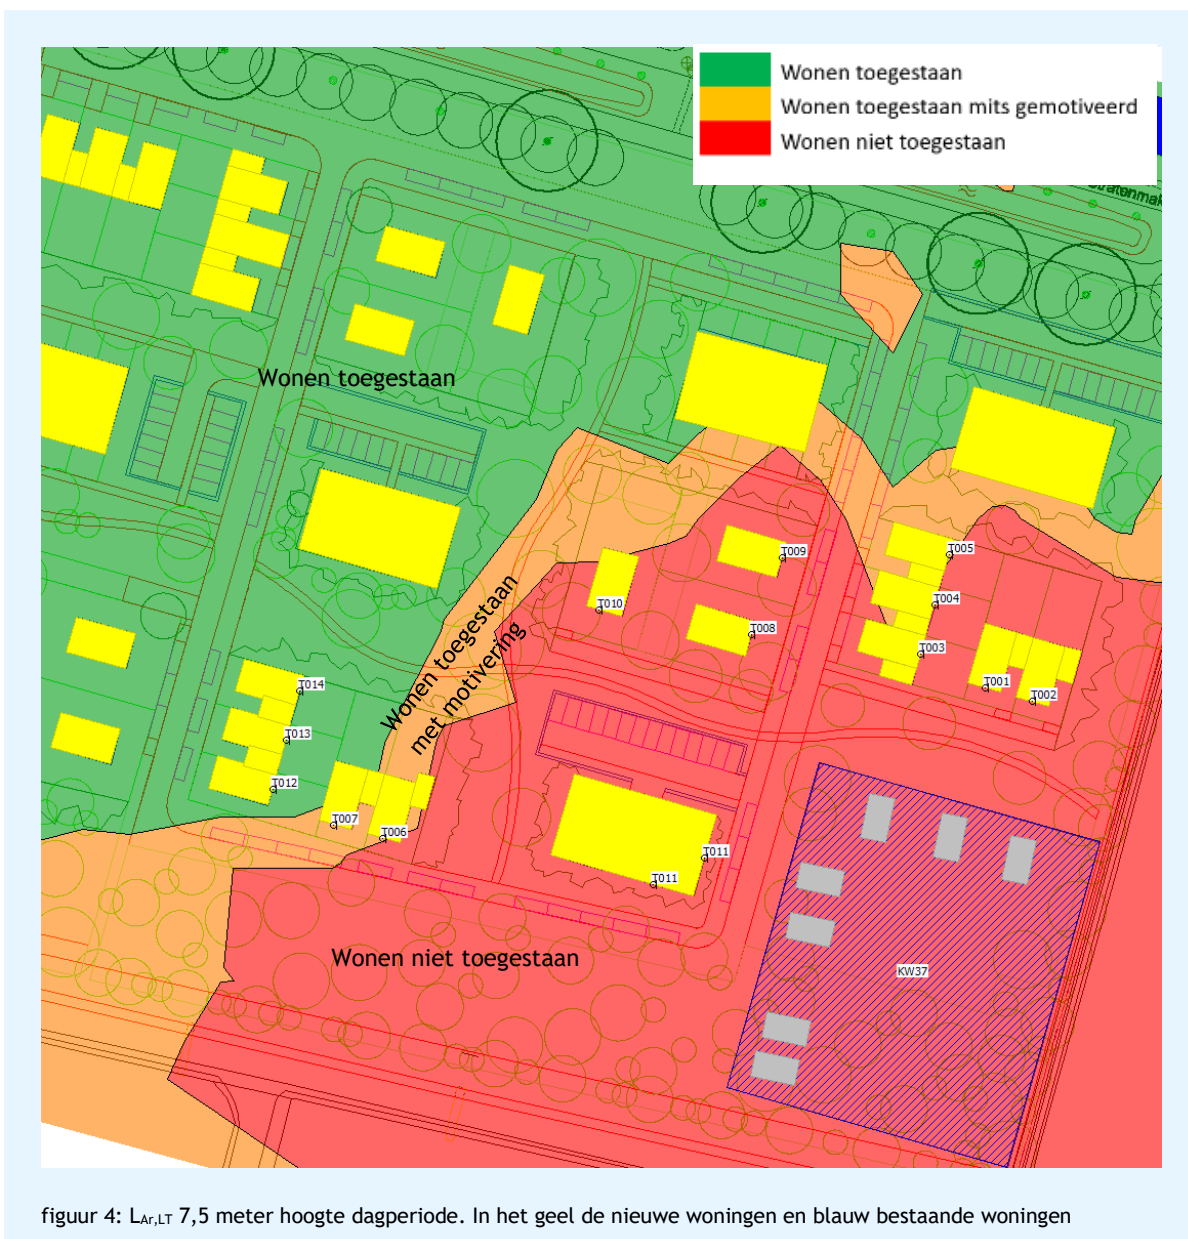 Wonen toegestaan
Wonen toegestaan mits gemotiveerd
Wonen niet toegestaan
Wonen toegestaan
T009
T005
T010
T004
T008
T003
Wonen toegestaan
met motivering
T001
T002
T014
T013
T012
T007
T006
T011
T011
Wonen niet toegestaan
KW37
figuur 4: LAr,LT 7,5 meter hoogte dagperiode. In het geel de nieuwe woningen en blauw bestaande woningen